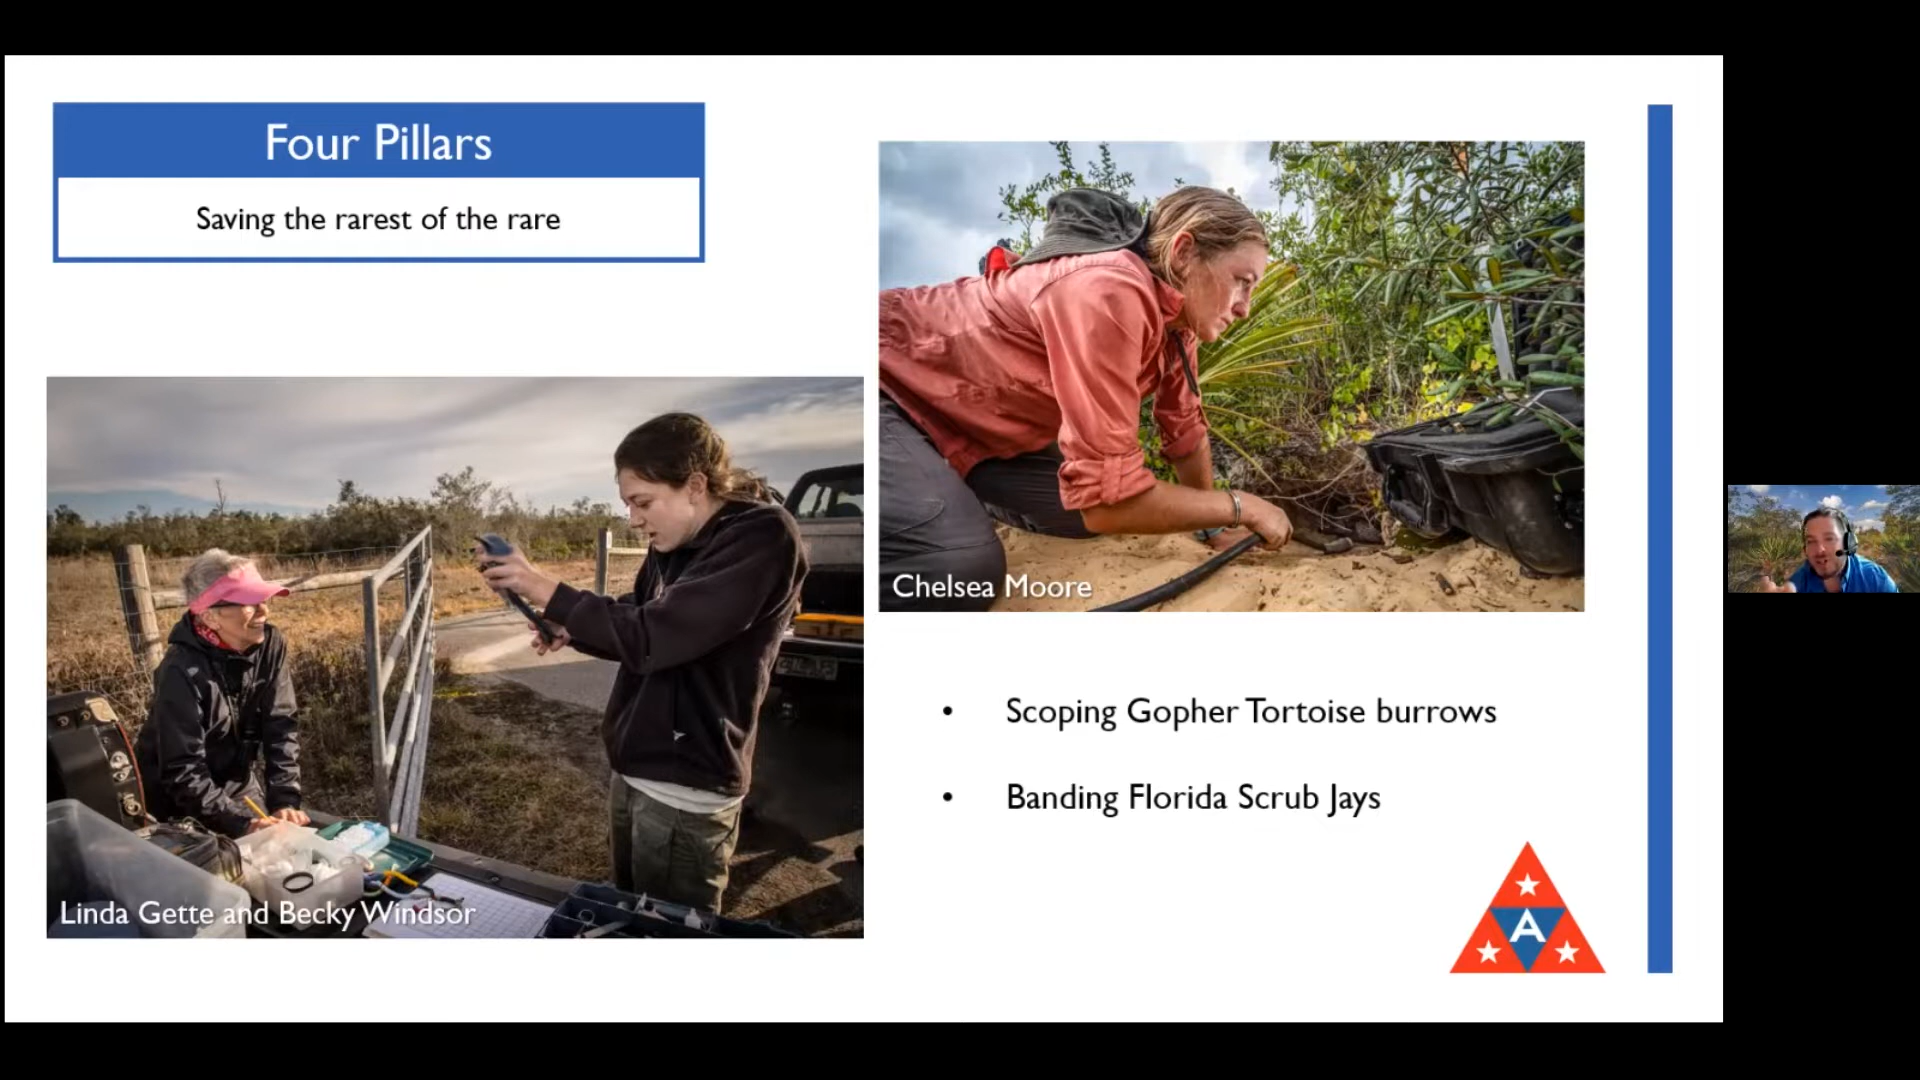 Four Pillars
Saving the rarest of the rare
Chelsea Moore
Linda Gette and Becky Windsor
• Scoping Gopher Tortoise burrows
• Banding Florida Scrub Jays
A